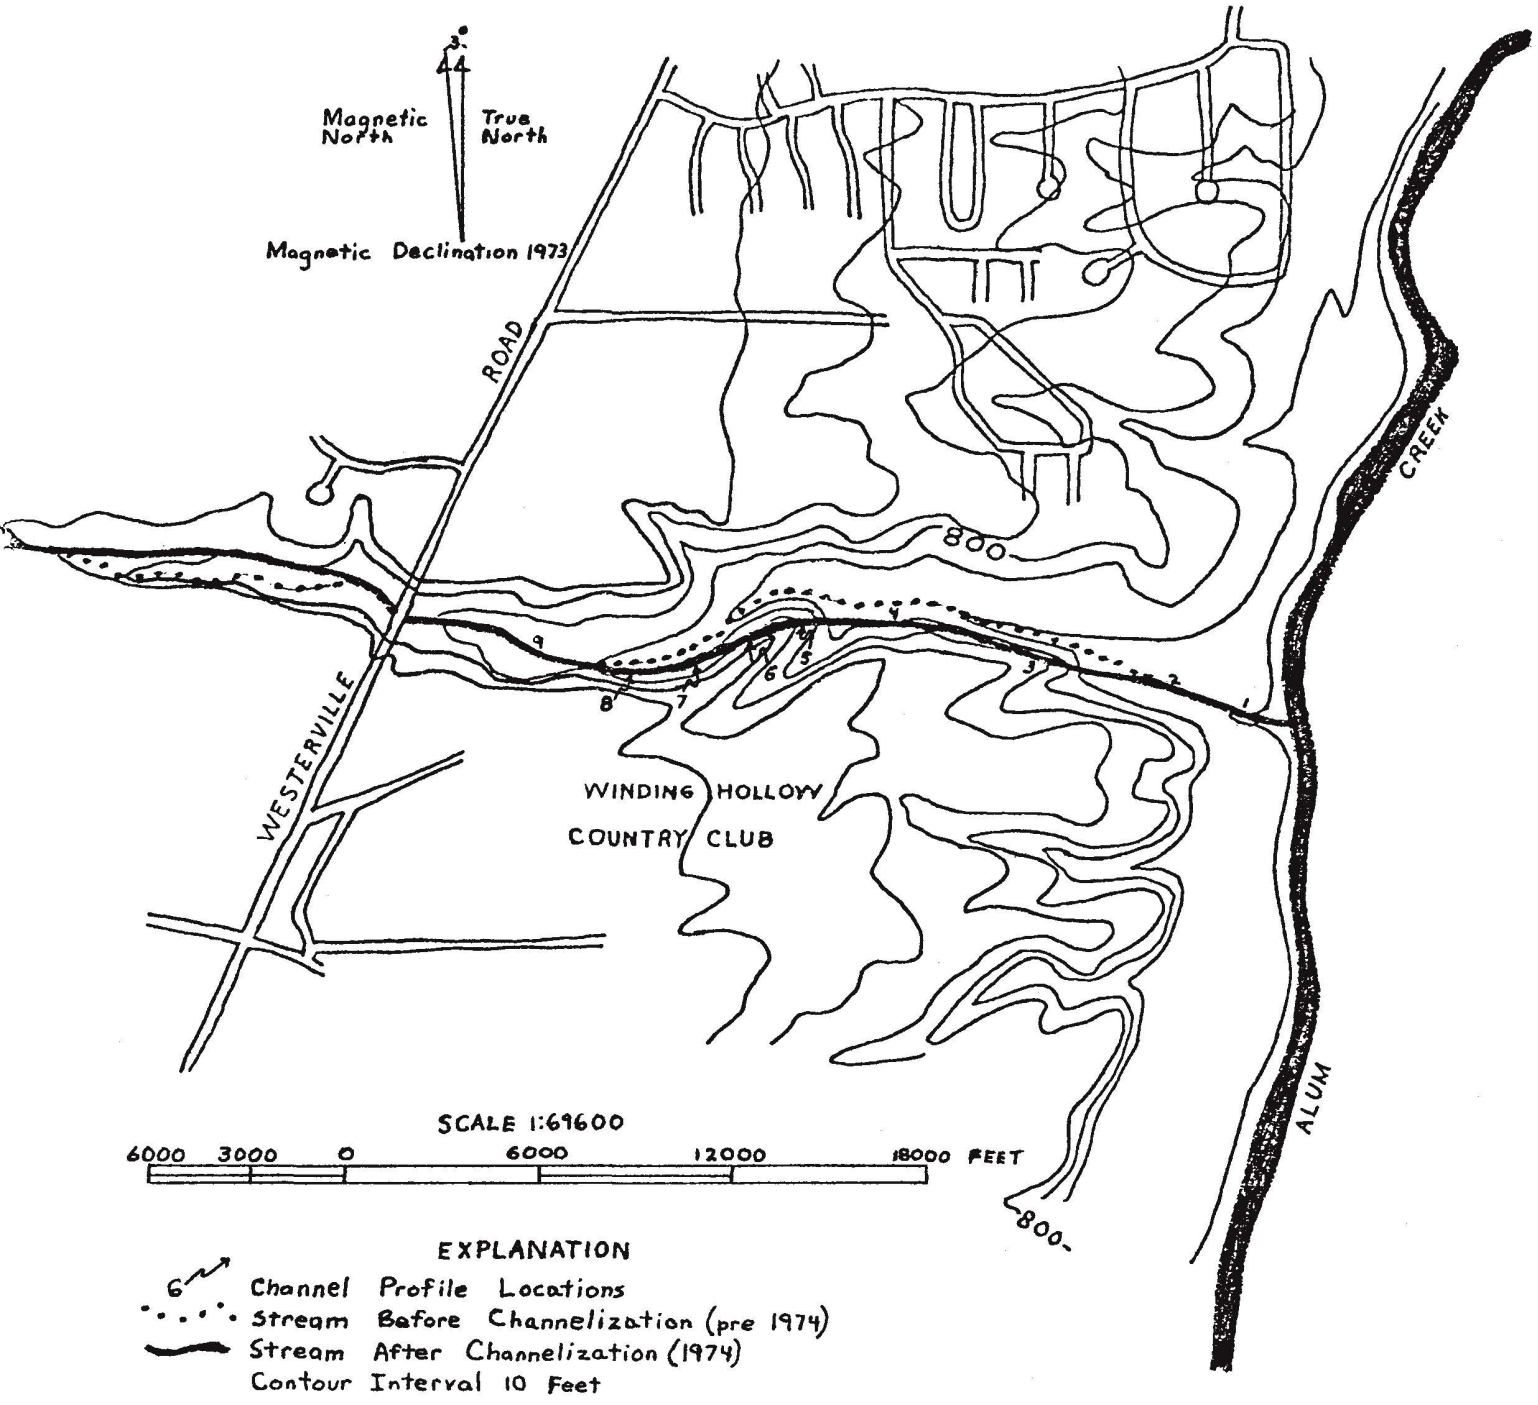 3°
Magnetic North
True North
Magnetic Declination 1973
ROAD
CREEK
800
9
4
8
7
6
5
3
2
1
WESTERVILLE
WINDING HOLLOW
COUNTRY CLUB
ALUM
800
SCALE 1:69600
6000 3000 0 6000 12000 18000 FEET
EXPLANATION
6 Channel Profile Locations
Stream Before Channelization (pre 1974)
Stream After Channelization (1974)
Contour Interval 10 Feet